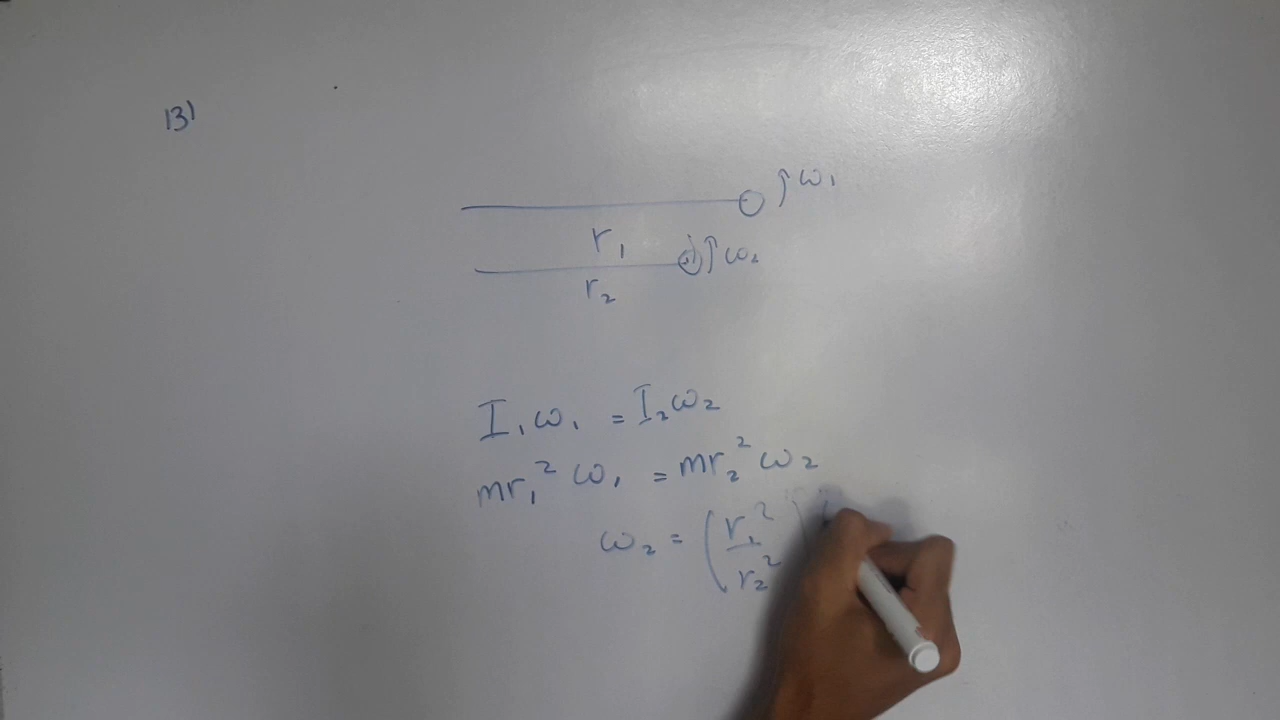 13)
ω₁
r₁
ω₂
r₂
I₁ω₁ = I₂ω₂
mr₁² ω₁ = mr₂² ω₂
ω₂ = (r₁²/r₂²)